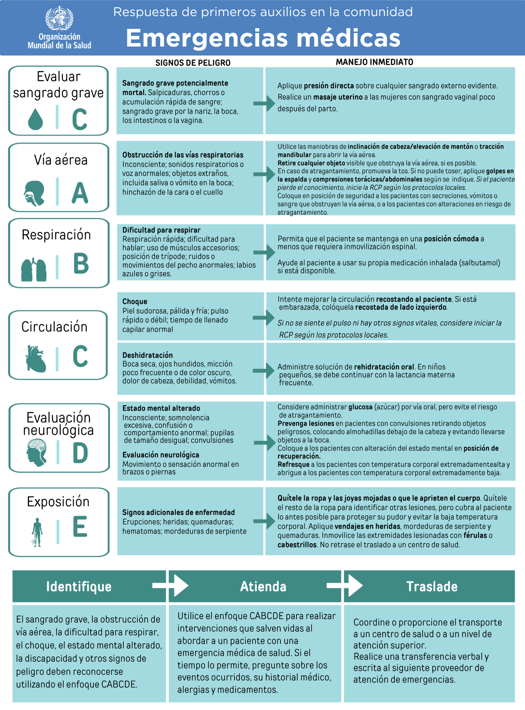 Organización
Mundial de la Salud
Respuesta de primeros auxilios en la comunidad
Emergencias médicas
SIGNOS DE PELIGRO
MANEJO INMEDIATO
Evaluar
sangrado grave
C
Sangrado grave potencialmente
mortal. Salpicaduras, chorros o
acumulación rápida de sangre;
sangrado grave por la nariz, la boca,
los intestinos o la vagina.
Aplique presión directa sobre cualquier sangrado externo evidente.
Realice un masaje uterino a las mujeres con sangrado vaginal poco
después del parto.
Vía aérea
A
Obstrucción de las vías respiratorias
Inconsciente; sonidos respiratorios o
voz anormales; objetos extraños,
incluida saliva o vómito en la boca;
hinchazón de la cara o el cuello
Utilice las maniobras de inclinación de cabeza/elevación de mentón o tracción
mandibular para abrir la vía aérea.
Retire cualquier objeto visible que obstruya la vía aérea, si es posible.
En caso de atragantamiento, promueva la tos. Si no puede toser, aplique golpes en
la espalda y compresiones torácicas/abdominales según se indique. Si el paciente
pierde el conocimiento, inicie la RCP según los protocolos locales.
Coloque en posición de seguridad a los pacientes con secreciones, vómitos o
sangre que obstruyan la vía aérea, o a los pacientes con alteraciones en riesgo de
atragantamiento.
Respiración
B
Dificultad para respirar
Respiración rápida; dificultad para
hablar; uso de músculos accesorios;
posición de trípode; ruidos o
movimientos del pecho anormales; labios
azules o grises.
Permita que el paciente se mantenga en una posición cómoda a
menos que requiera inmovilización espinal.
Ayude al paciente a usar su propia medicación inhalada (salbutamol)
si está disponible.
Circulación
C
Choque
Piel sudorosa, pálida y fría; pulso
rápido o débil; tiempo de llenado
capilar anormal
Intente mejorar la circulación recostando al paciente. Si está
embarazada, colóquela recostada de lado izquierdo.
Si no se siente el pulso ni hay otros signos vitales, considere iniciar la
RCP según los protocolos locales.
Deshidratación
Boca seca, ojos hundidos, micción
poco frecuente o de color oscuro,
dolor de cabeza, debilidad, vómitos.
Administre solución de rehidratación oral. En niños
pequeños, se debe continuar con la lactancia materna
frecuente.
Evaluación
neurológica
D
Estado mental alterado
Inconsciente; somnolencia
excesiva, confusión o
comportamiento anormal; pupilas
de tamaño desigual; convulsiones
Evaluación neurológica
Movimiento o sensación anormal en
brazos o piernas
Considere administrar glucosa (azúcar) por vía oral, pero evite el riesgo
de atragantamiento.
Prevenga lesiones en pacientes con convulsiones retirando objetos
peligrosos, colocando almohadillas debajo de la cabeza y evitando llevarse
objetos a la boca.
Coloque a los pacientes con alteración del estado mental en posición de
recuperación.
Refresque a los pacientes con temperatura corporal extremadamentealta y
abrigue a los pacientes con temperatura corporal extremadamente baja.
Exposición
E
Signos adicionales de enfermedad
Erupciones; heridas; quemaduras;
hematomas; mordeduras de serpiente
Quítele la ropa y las joyas mojadas o que le aprieten el cuerpo. Quítele
el resto de la ropa para identificar otras lesiones, pero cubra al paciente
lo antes posible para proteger su pudor y evitar la baja temperatura
corporal. Aplique vendajes en heridas, mordeduras de serpiente y
quemaduras. Inmovilice las extremidades lesionadas con férulas o
cabestrillos. No retrase el traslado a un centro de salud.
Identifique
Atienda
Traslade
El sangrado grave, la obstrucción de
vía aérea, la dificultad para respirar,
el choque, el estado mental alterado,
la discapacidad y otros signos de
peligro deben reconocerse
utilizando el enfoque CABCDE.
Utilice el enfoque CABCDE para realizar
intervenciones que salven vidas al
abordar a un paciente con una
emergencia médica de salud. Si el
tiempo lo permite, pregunte sobre los
eventos ocurridos, su historial médico,
alergias y medicamentos.
Coordine o proporcione el transporte
a un centro de salud o a un nivel de
atención superior.
Realice una transferencia verbal y
escrita al siguiente proveedor de
atención de emergencias.